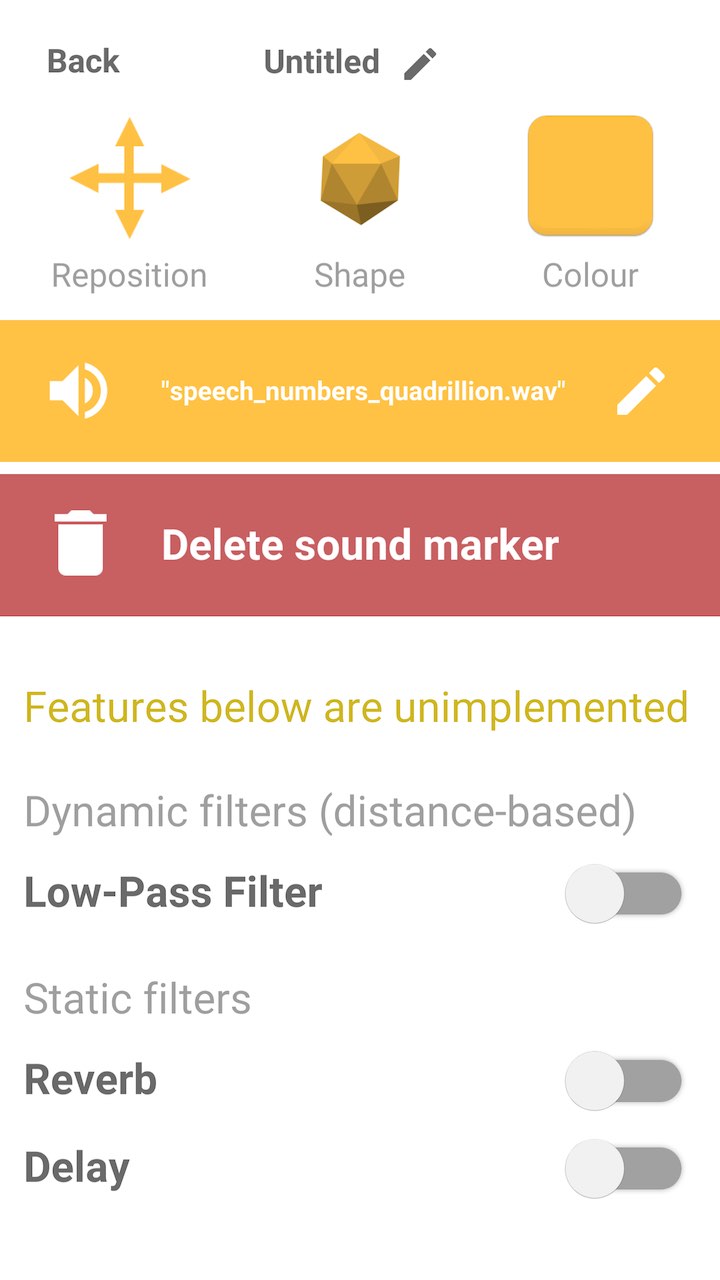 Back Untitled
Reposition Shape Colour
"speech_numbers_quadrillion.wav"
Delete sound marker
Features below are unimplemented
Dynamic filters (distance-based)
Low-Pass Filter
Static filters
Reverb
Delay